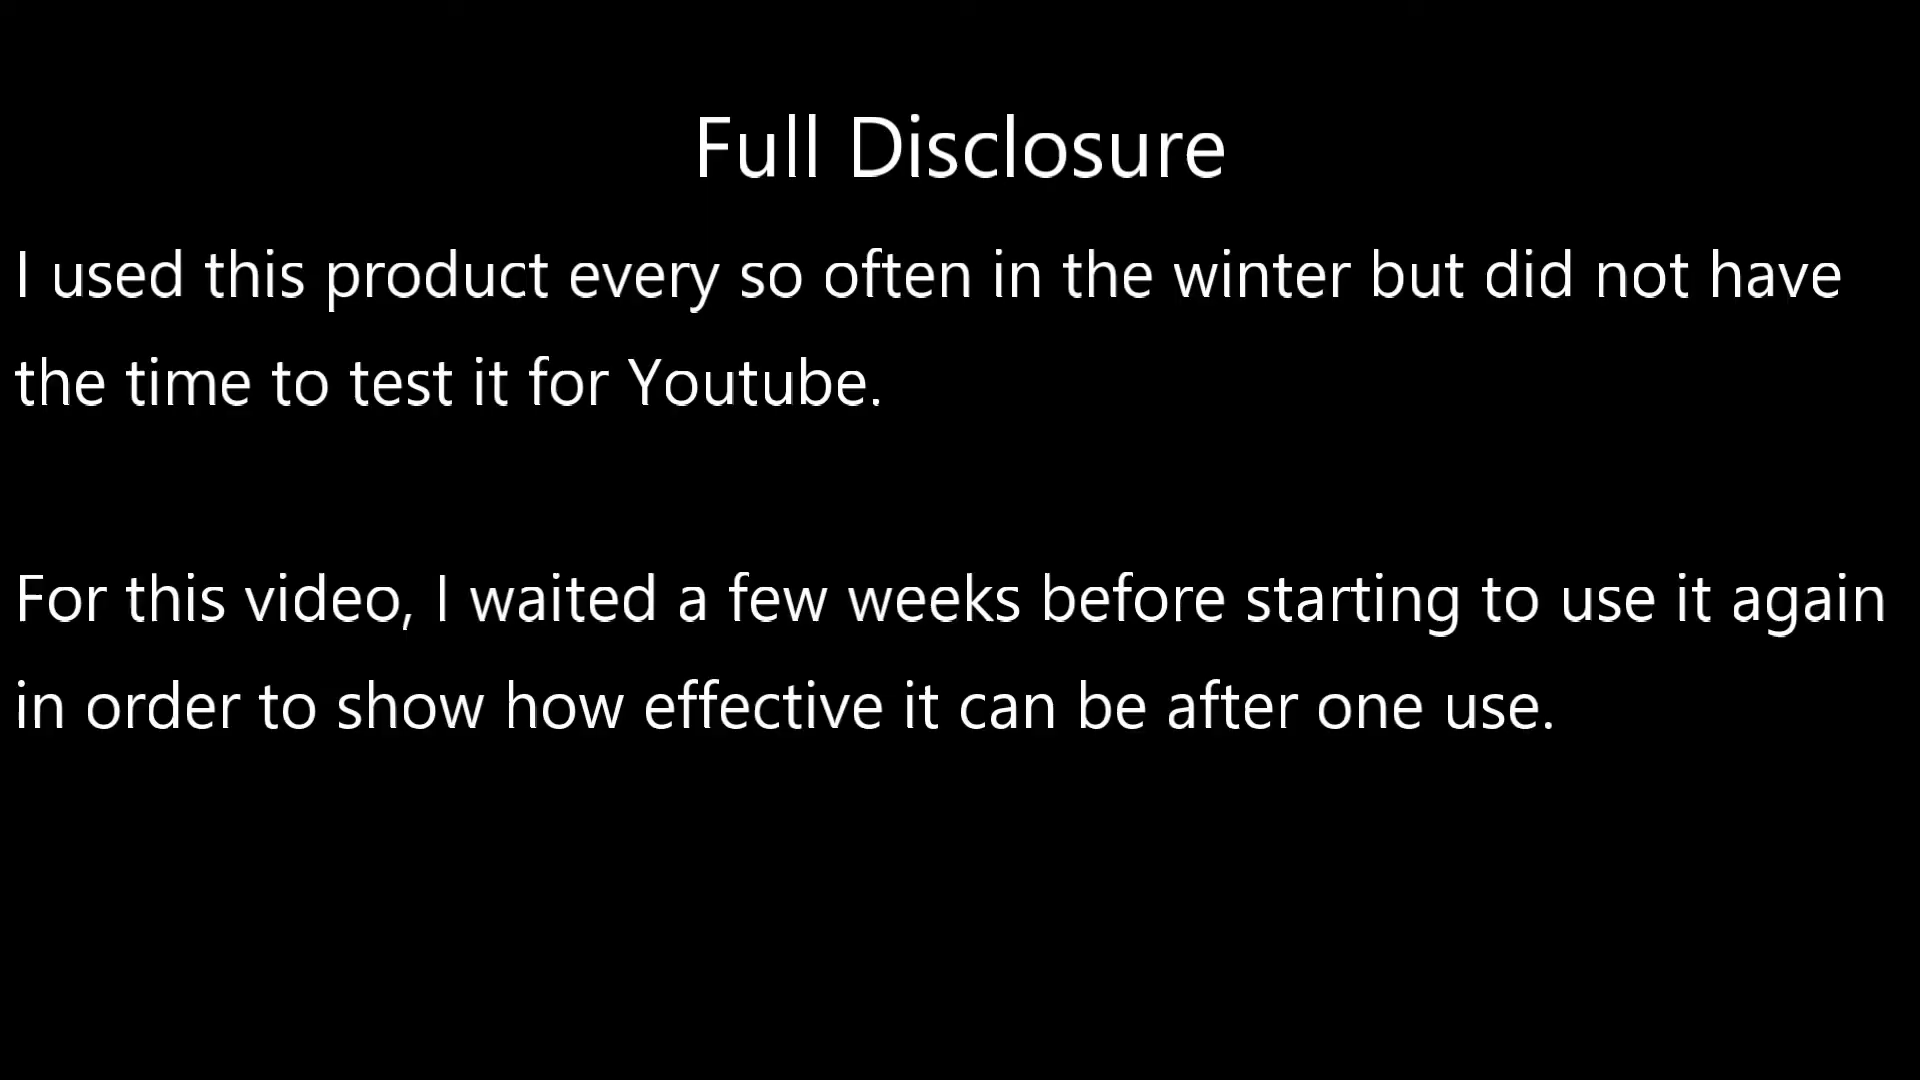 Full Disclosure
I used this product every so often in the winter but did not have
the time to test it for Youtube.
For this video, I waited a few weeks before starting to use it again
in order to show how effective it can be after one use.